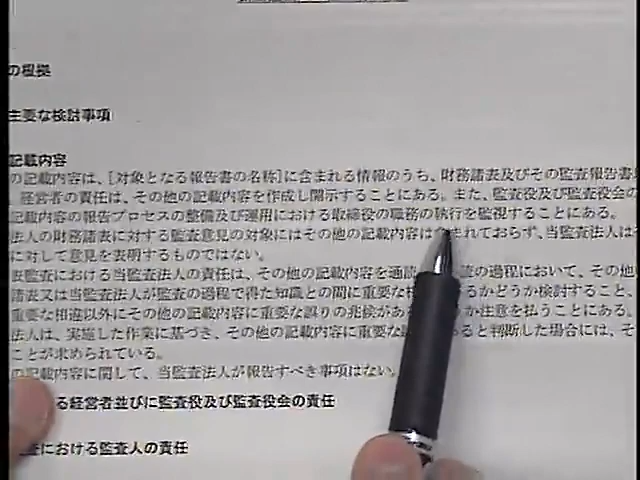 の根拠
主要な検討事項
記載内容
の記載内容は、[対象となる報告書の名称]に含まれる情報のうち、財務諸表及びその監査報告書
経営者の責任は、その他の記載内容を作成し開示することにある。また、監査役及び監査役会の
記載内容の報告プロセスの整備及び運用における取締役の職務の執行を監視することにある。
法人の財務諸表に対する監査意見の対象にはその他の記載内容は まれておらず、当監査法人は
に対して意見を表明するものではない。
表監査における当監査法人の責任は、その他の記載内容を通読 の過程において、その他
諸表又は当監査法人が監査の過程で得た知識との間に重要な るかどうか検討すること、
重要な相違以外にその他の記載内容に重要な誤りの兆候があ か注意を払うことにある。
法人は、実施した作業に基づき、その他の記載内容に重要な あると判断した場合には、そ
ことが求められている。
の記載内容に関して、当監査法人が報告すべき事項はない。
る経営者並びに監査役及び監査役会の責任
における監査人の責任